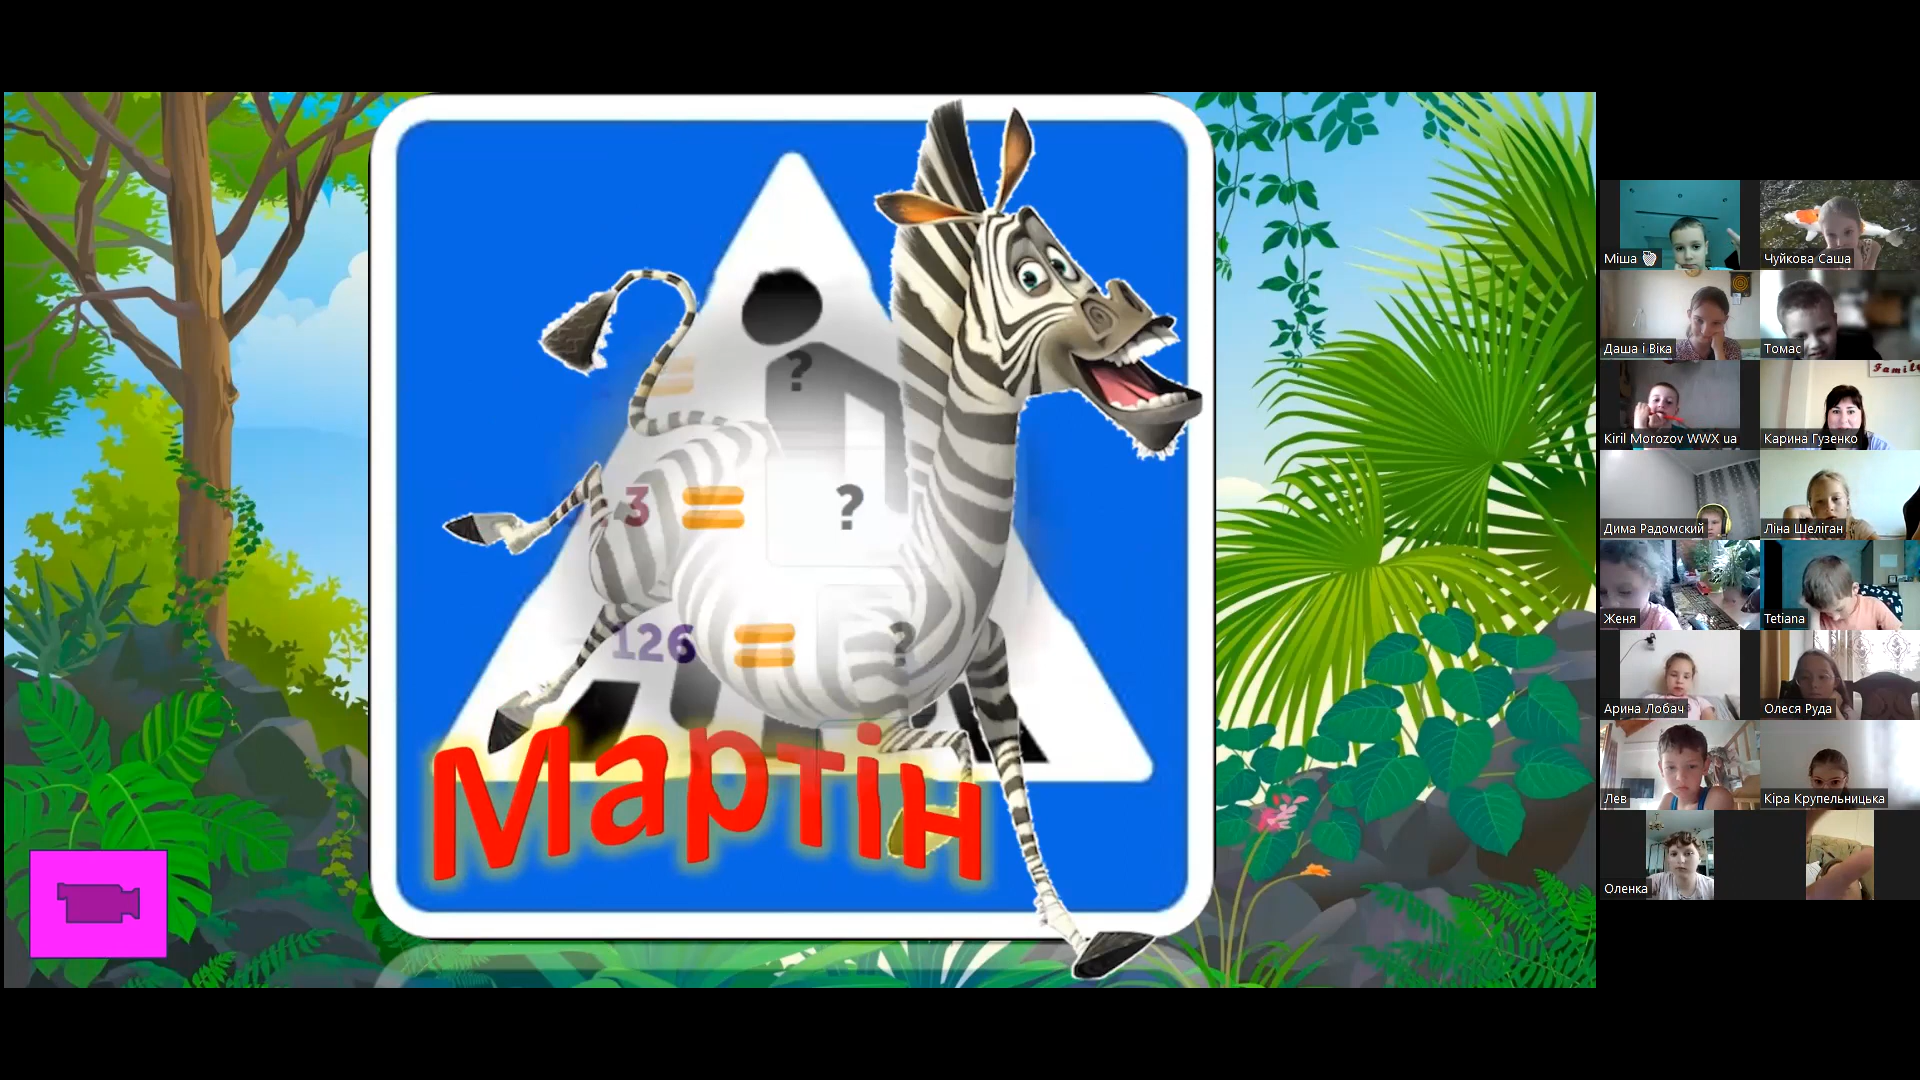 ?
3 = ?
126 = ?
Мартін
Міша
Чуйкова Саша
Даша і Віка
Томас
Family
Kiril Morozov WWX ua
Карина Гузенко
Дима Радомский
Ліна Шеліган
Женя
Tetiana
Арина Лобач
Олеся Руда
Лев
Кіра Крупельницька
Оленка